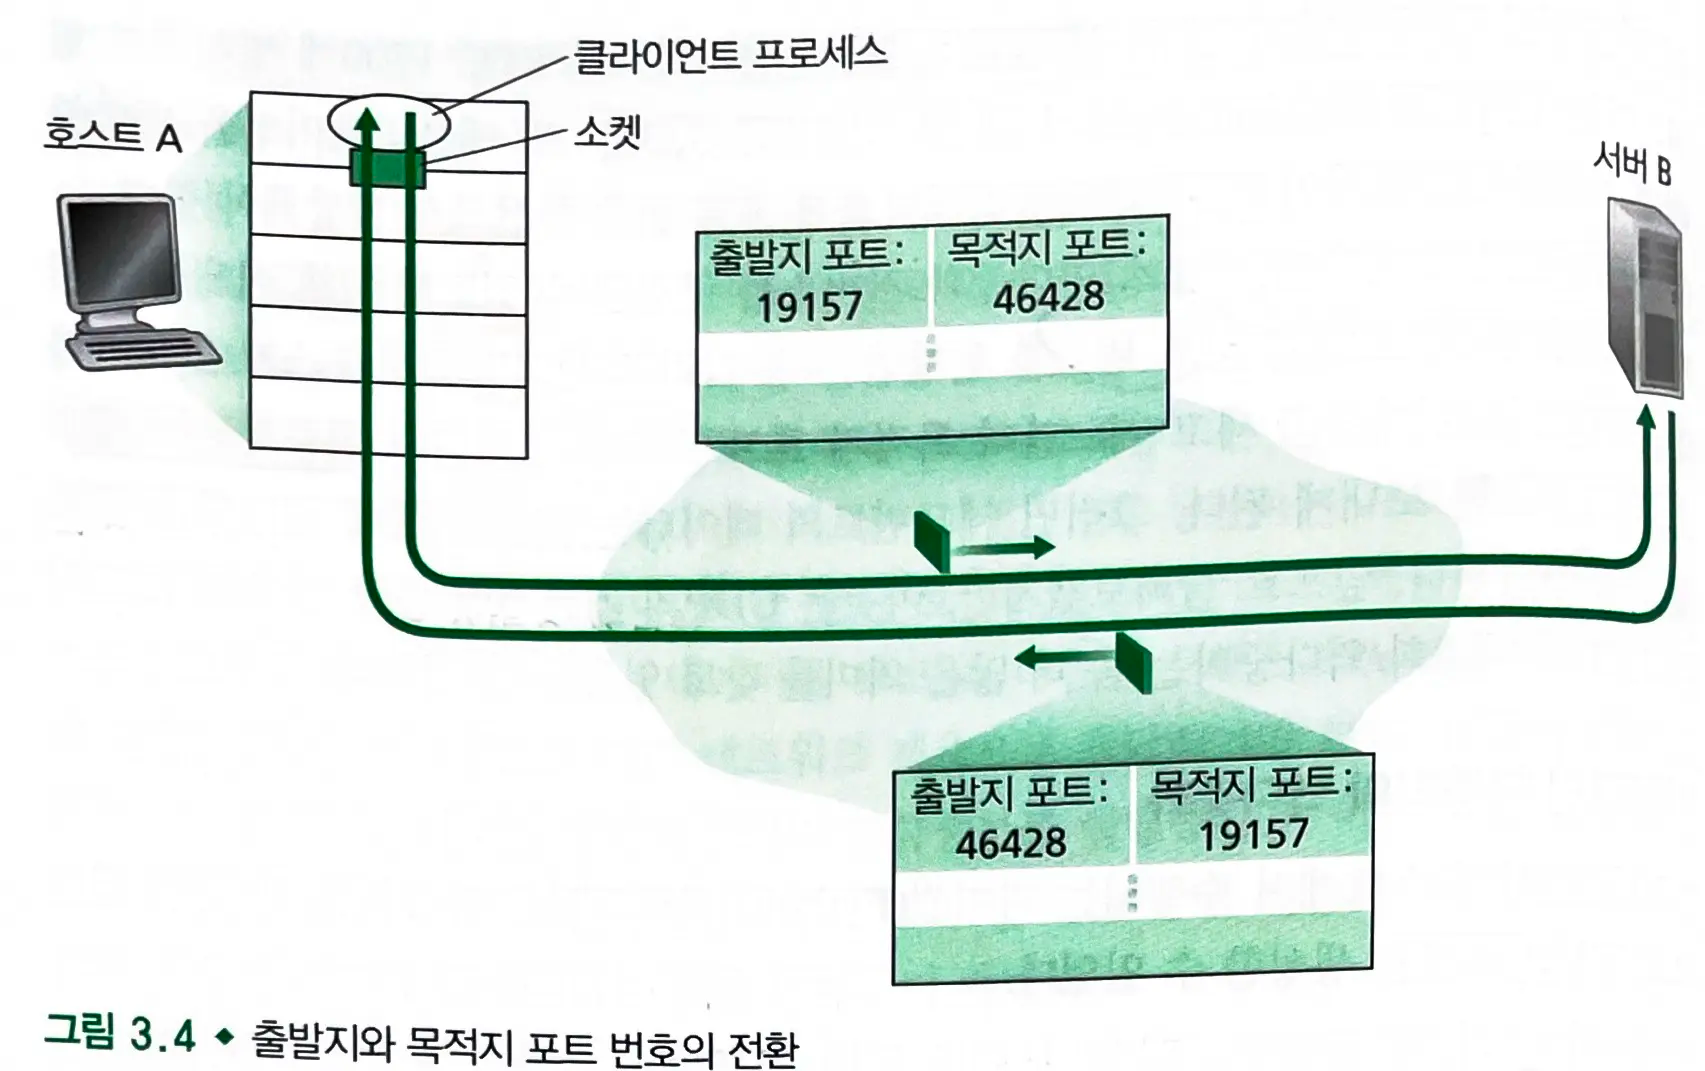 클라이언트 프로세스
호스트 A
소켓
서버 B
출발지 포트: 목적지 포트:
19157 46428
출발지 포트: 목적지 포트:
46428 19157
그림 3.4 ◆ 출발지와 목적지 포트 번호의 전환